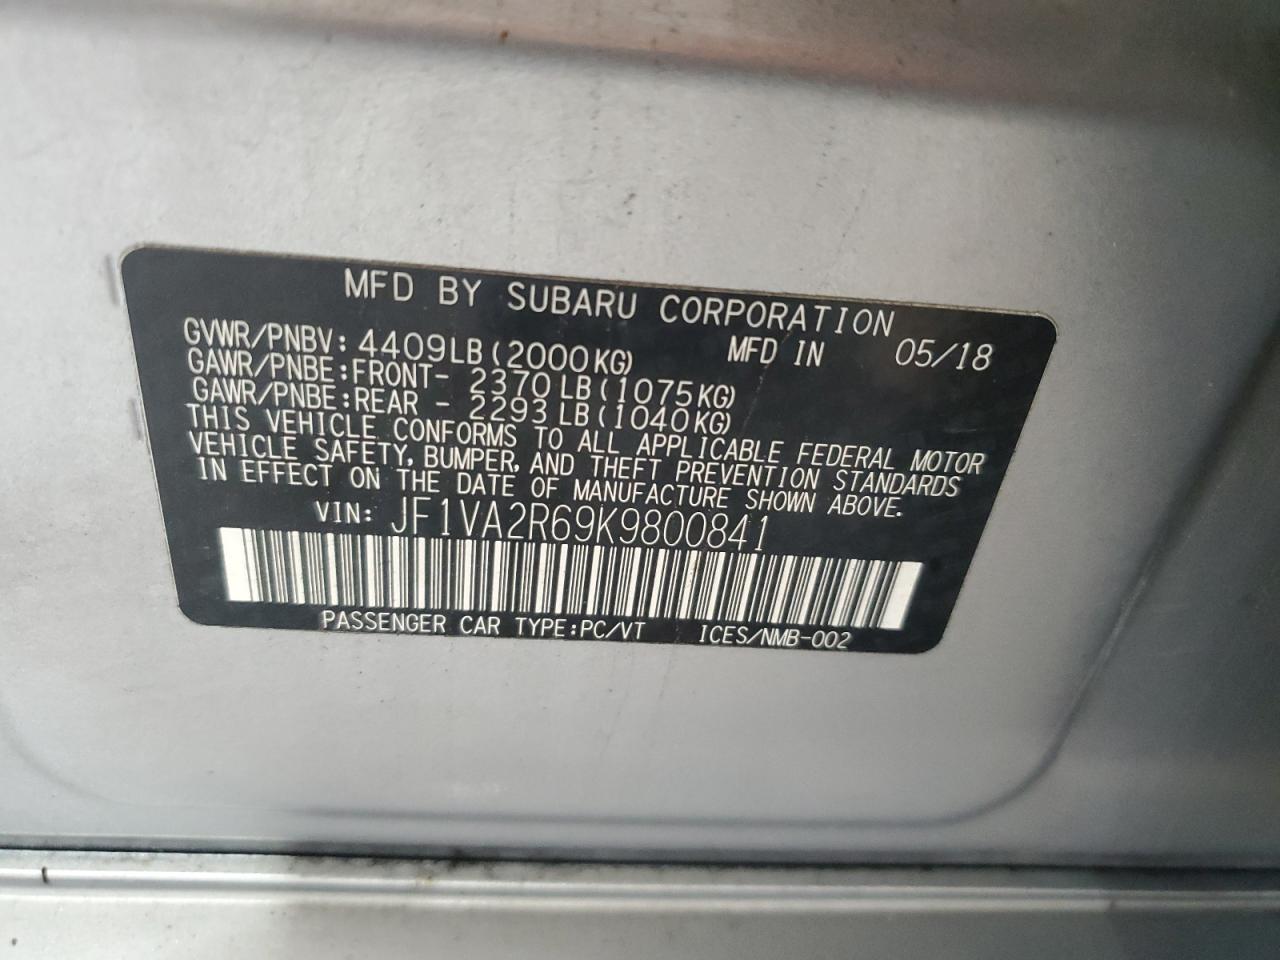 MFD BY SUBARU CORPORATION
GVWR/PNBV: 4409LB(2000KG) MFD IN 05/18
GAWR/PNBE:FRONT- 2370LB(1075KG)
GAWR/PNBE:REAR - 2293LB(1040KG)
THIS VEHICLE CONFORMS TO ALL APPLICABLE FEDERAL MOTOR
VEHICLE SAFETY, BUMPER, AND THEFT PREVENTION STANDARDS
IN EFFECT ON THE DATE OF MANUFACTURE SHOWN ABOVE.
VIN: JF1VA2R69K9800841
PASSENGER CAR TYPE:PC/VT ICES/NMB-002